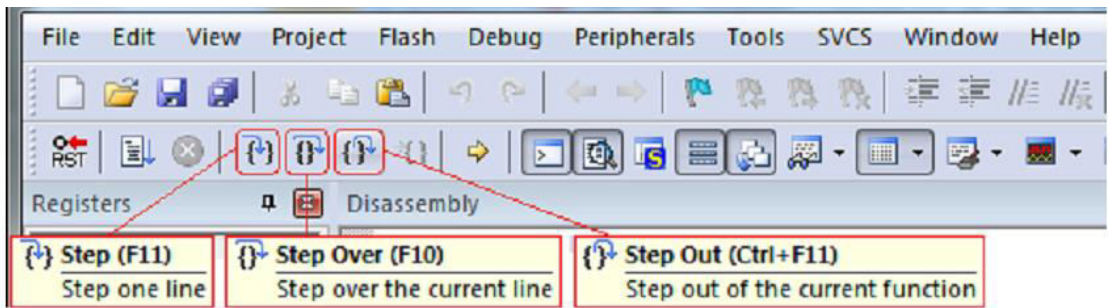 File Edit View Project Flash Debug Peripherals Tools SVCS Window Help
RST
Registers Disassembly
{} Step (F11) {} Step Over (F10) {} Step Out (Ctrl+F11)
Step one line Step over the current line Step out of the current function